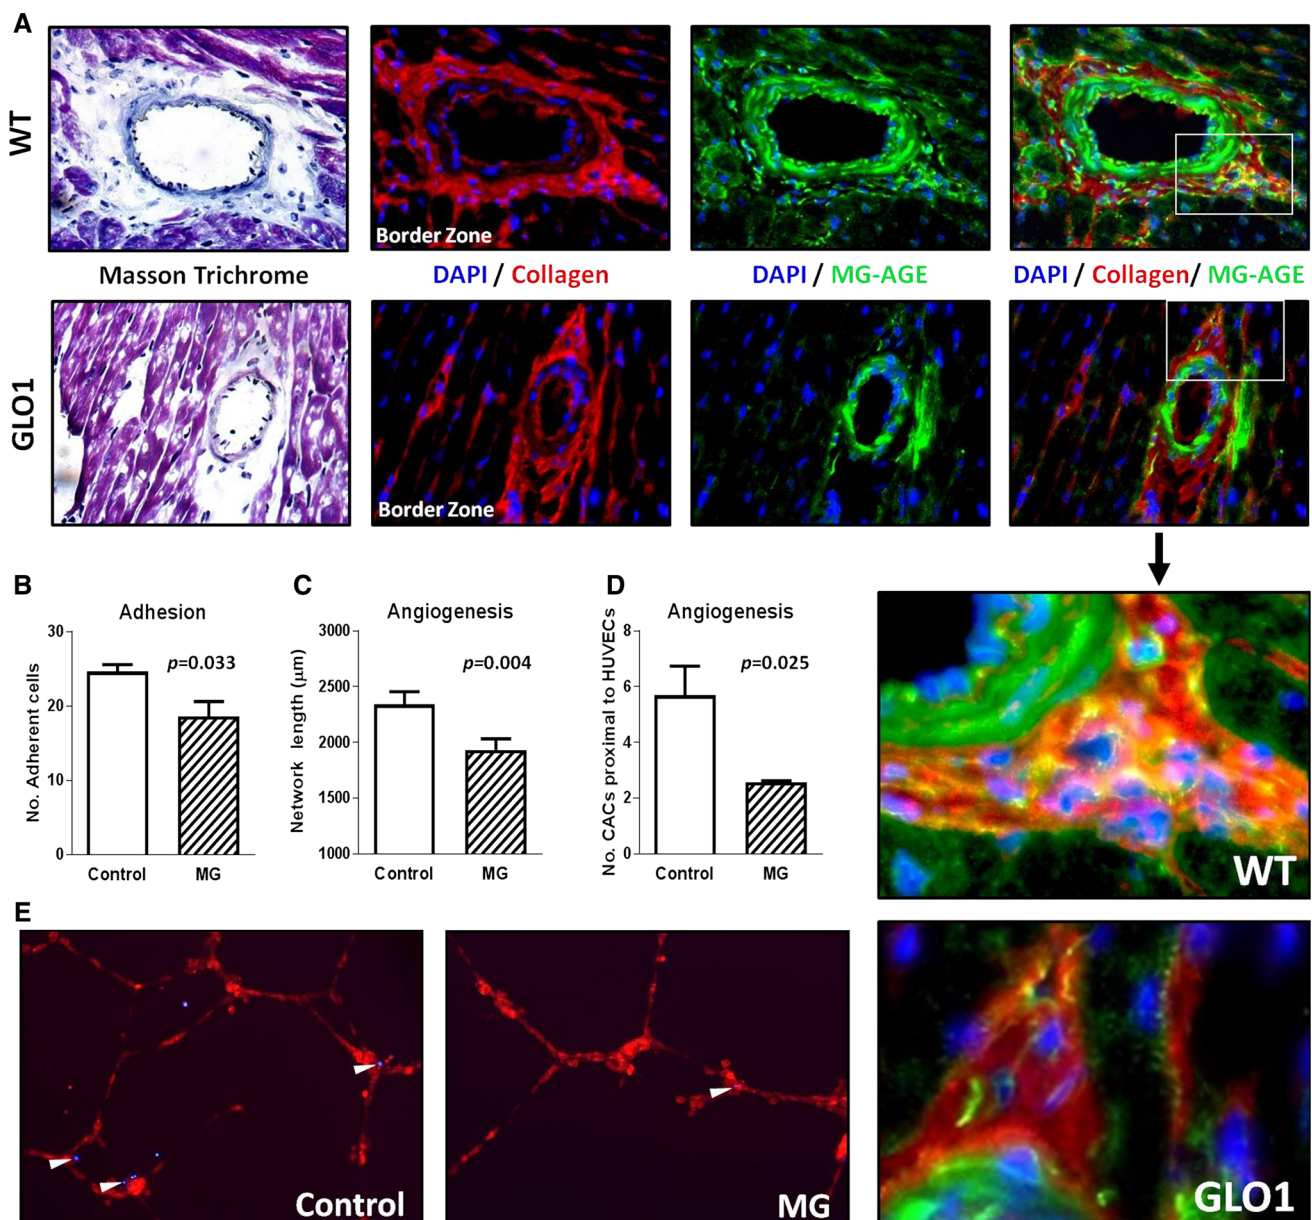 A
WT
Border Zone
Masson Trichrome
DAPI / Collagen
DAPI / MG-AGE
DAPI / Collagen/ MG-AGE
GLO1
Border Zone
B
Adhesion
p=0.033
No. Adherent cells
30
20
10
0
Control
MG
C
Angiogenesis
p=0.004
Network length (µm)
3000
2500
2000
1500
1000
Control
MG
D
Angiogenesis
p=0.025
No. CACs proximal to HUVECs
8
6
4
2
0
Control
MG
WT
E
Control
MG
GLO1